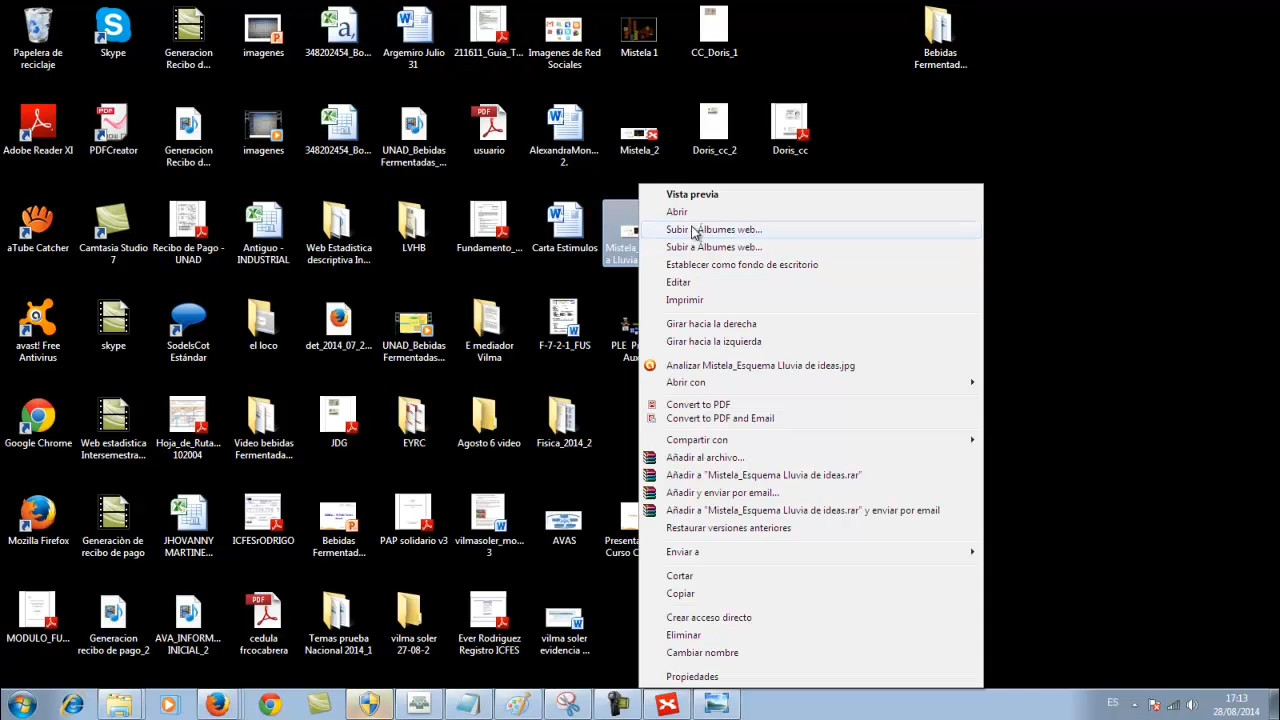 Papelera de
reciclaje
Skype
Generacion
Recibo d...
imagenes
348202454_Bo...
Argemiro Julio
31
211611_Guia_T...
Imagenes de Red
Sociales
Mistela 1
CC_Doris_1
Bebidas
Fermentad...
Adobe Reader XI
PDFCreator
Generacion
Recibo d...
imagenes
348202454_Bo...
UNAD_Bebidas
Fermentadas_...
usuario
AlexandraMon...
2.
Mistela_2
Doris_cc_2
Doris_cc
aTube Catcher
Camtasia Studio
7
Recibo de Pago -
UNAD
Antiguo -
INDUSTRIAL
Web Estadistica
descriptiva In...
LVHB
Fundamento_...
Carta Estimulos
Mistela_
a Lluvia
avast! Free
Antivirus
skype
SodelsCot
Estándar
el loco
det_2014_07_2...
UNAD_Bebidas
Fermentadas...
E mediador
Vilma
F-7-2-1_FUS
PLE P
Aux
Google Chrome
Web estadistica
Intersemestra...
Hoja_de_Ruta...
102004
Video bebidas
Fermentada...
JDG
EYRC
Agosto 6 video
Fisica_2014_2
Mozilla Firefox
Generación de
recibo de pago
JHOVANNY
MARTINE...
ICFESrODRIGO
Bebidas
Fermentad...
PAP solidario v3
vilmasoler_mo...
3
AVAS
Presenta
Curso C
MODULO_FU...
Generacion
recibo de pago_2
AVA_INFORM...
INICIAL_2
cedula
frcocabrera
Temas prueba
Nacional 2014_1
vilma soler
27-08-2
Ever Rodriguez
Registro ICFES
vilma soler
evidencia ...
Vista previa
Abrir
Subir a Álbumes web...
Subir a Álbumes web...
Establecer como fondo de escritorio
Editar
Imprimir
Girar hacia la derecha
Girar hacia la izquierda
Analizar Mistela_Esquema Lluvia de ideas.jpg
Abrir con
Convert to PDF
Convert to PDF and Email
Compartir con
Añadir al archivo...
Añadir a "Mistela_Esquema Lluvia de ideas.rar"
Añadir y enviar por email...
Añadir a "Mistela_Esquema Lluvia de ideas.rar" y enviar por email
Restaurar versiones anteriores
Enviar a
Cortar
Copiar
Crear acceso directo
Eliminar
Cambiar nombre
Propiedades
ES
17:13
28/08/2014